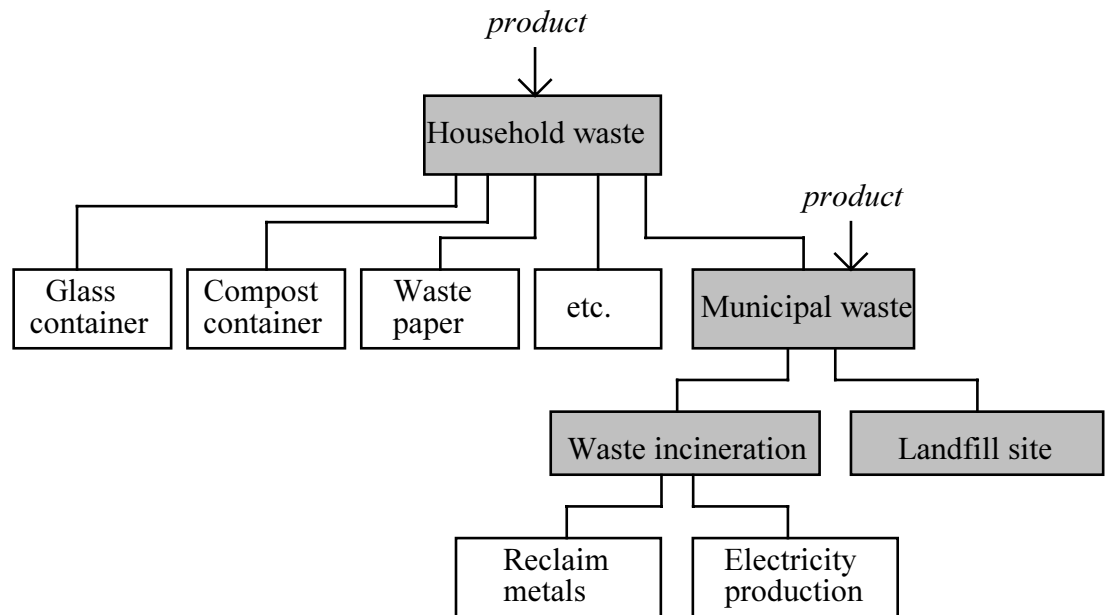 product
Household waste
product
Glass
container
Compost
container
Waste
paper
etc.
Municipal waste
Waste incineration
Landfill site
Reclaim
metals
Electricity
production